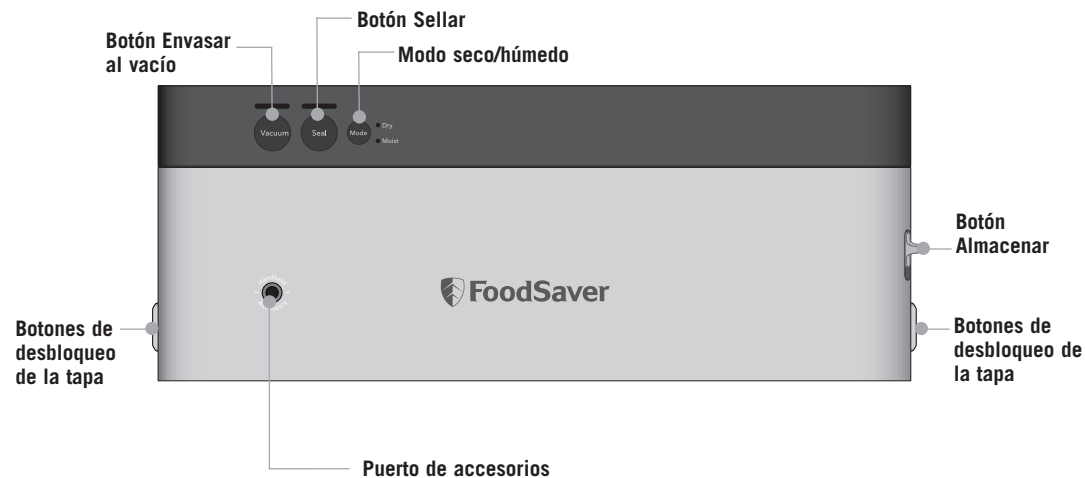 Botón Sellar
Botón Envasar
al vacío
Modo seco/húmedo
Vacuum
Seal
Mode
Dry
Moist
Botón
Almacenar
Handheld
FoodSaver
Botones de
desbloqueo
de la tapa
Botones de
desbloqueo de
la tapa
Puerto de accesorios